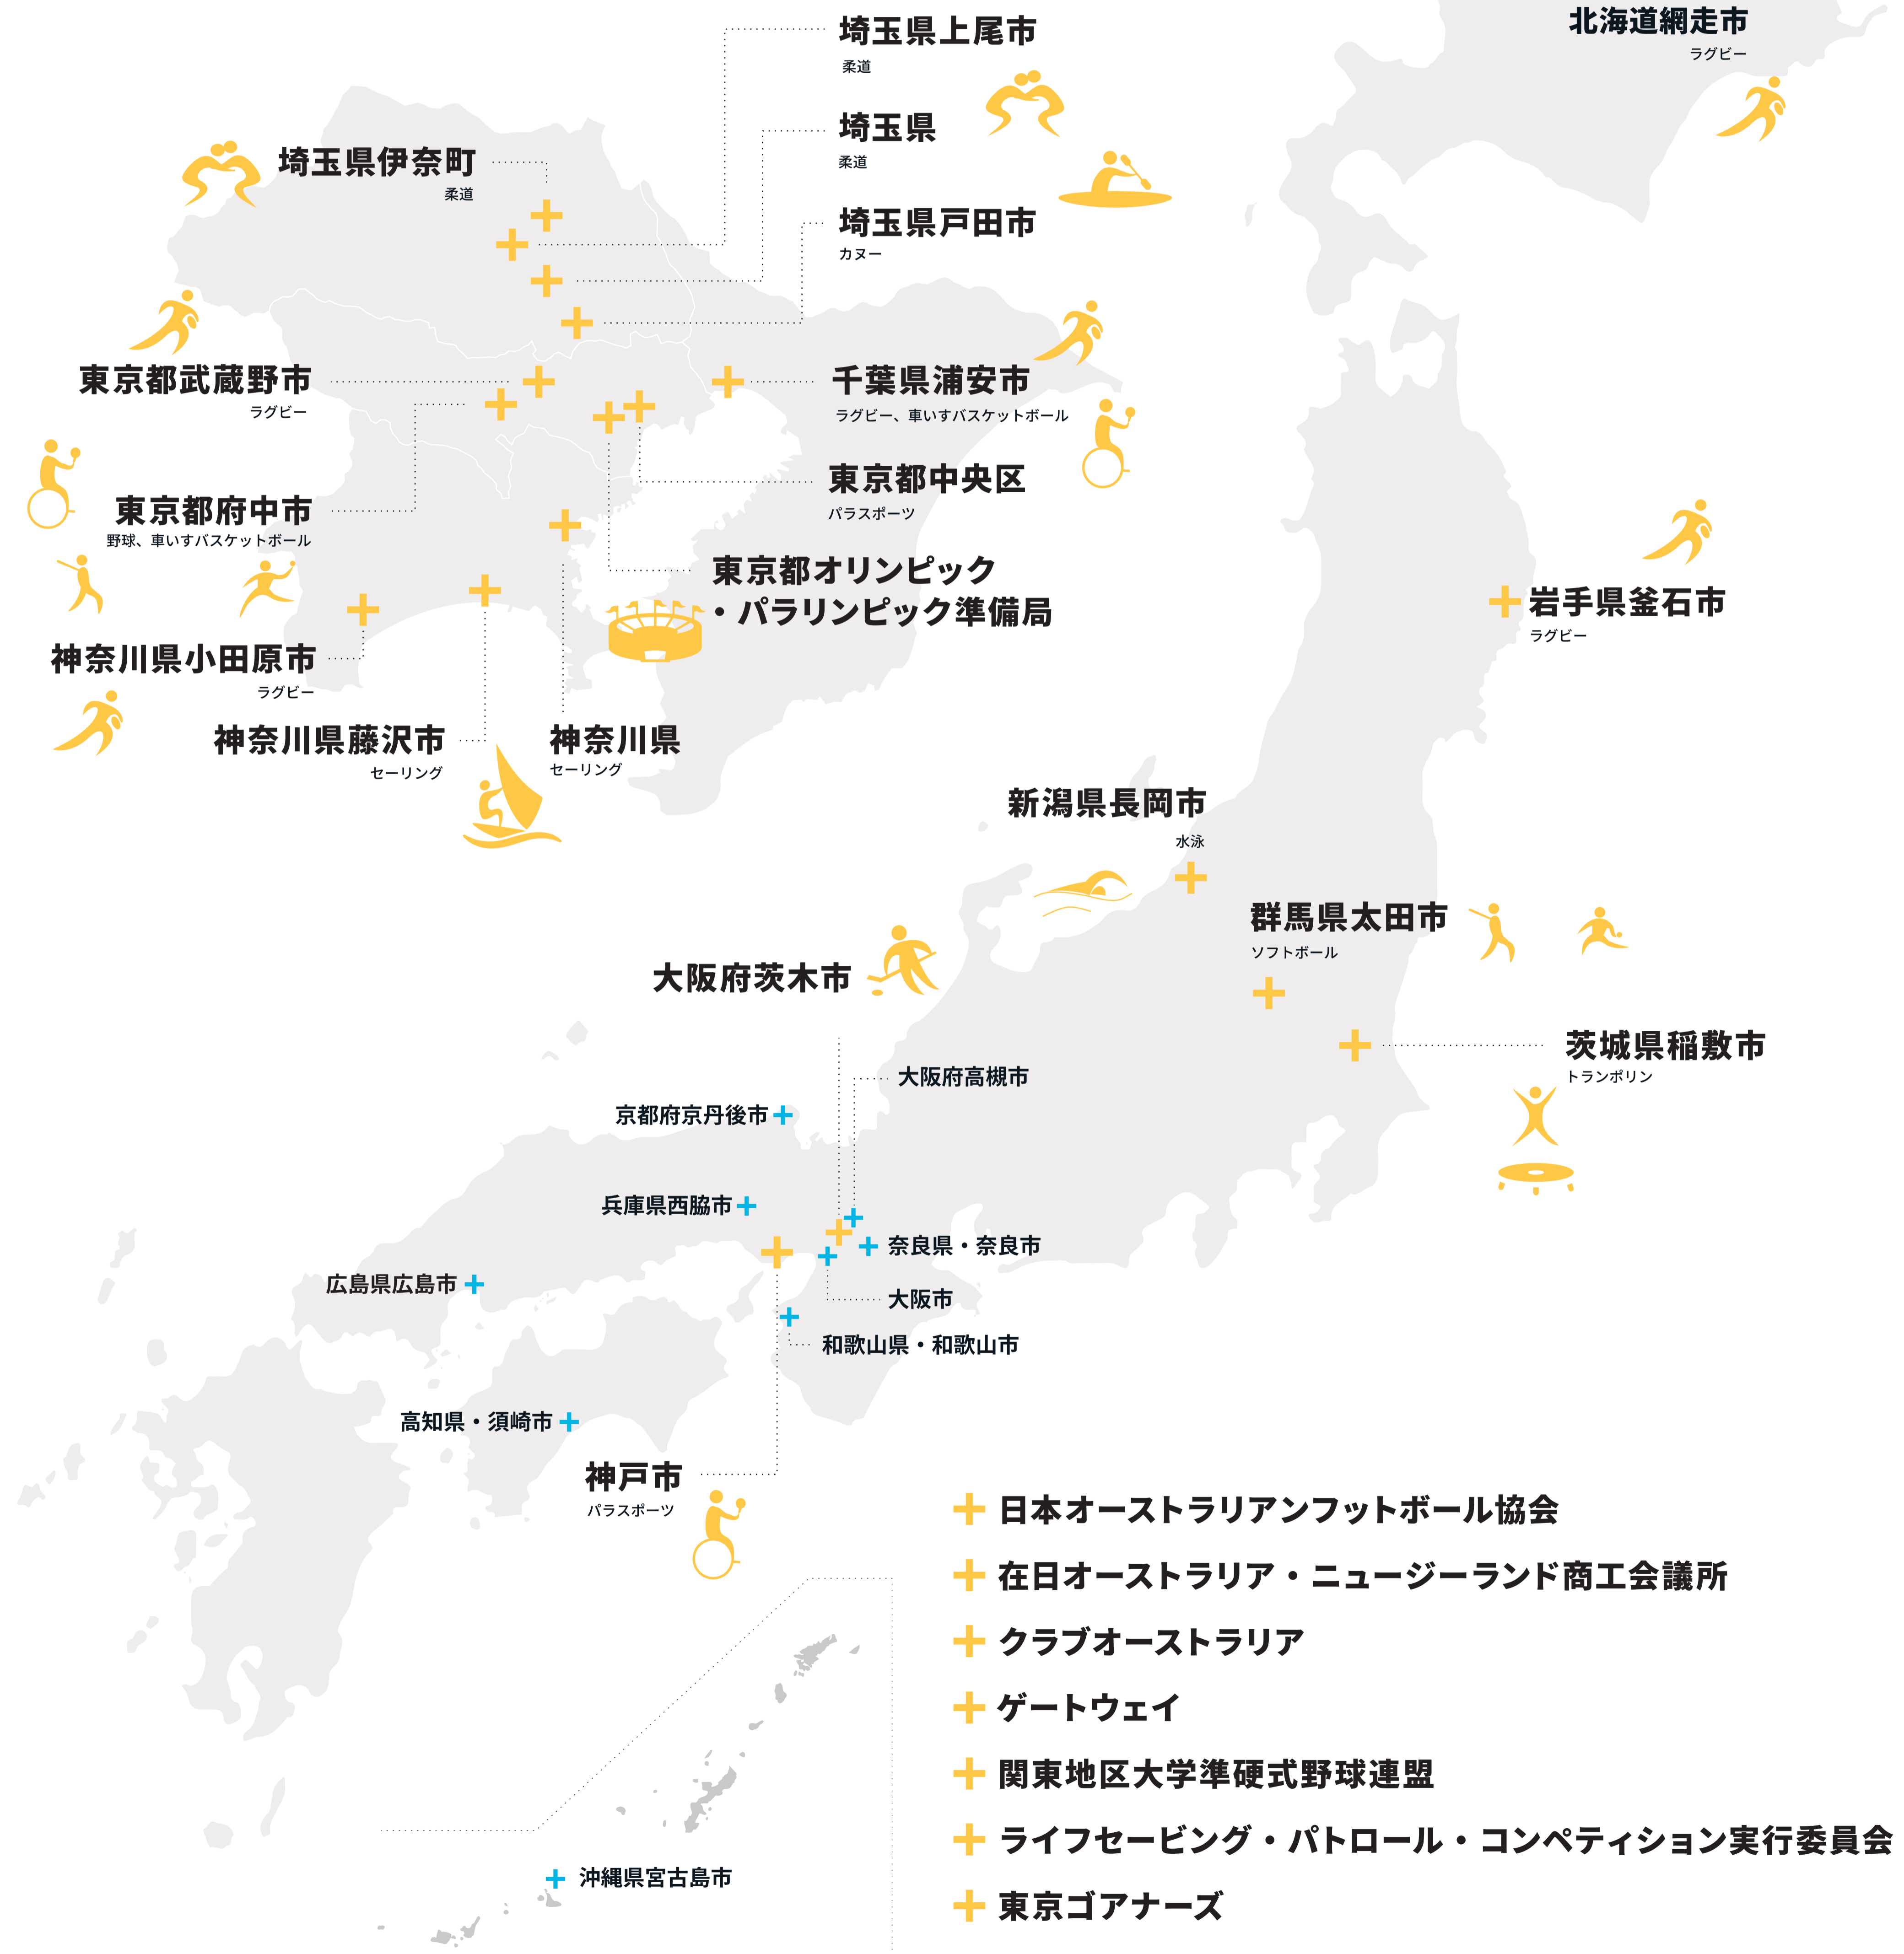 北海道網走市
ラグビー
埼玉県上尾市
柔道
埼玉県
柔道
埼玉県伊奈町
柔道
埼玉県戸田市
カヌー
東京都武蔵野市
ラグビー
千葉県浦安市
ラグビー、車いすバスケットボール
東京都中央区
パラスポーツ
東京都府中市
野球、車いすバスケットボール
東京都オリンピック
・パラリンピック準備局
岩手県釜石市
ラグビー
神奈川県小田原市
ラグビー
神奈川県藤沢市
セーリング
神奈川県
セーリング
新潟県長岡市
水泳
群馬県太田市
ソフトボール
大阪府茨木市
茨城県稲敷市
トランポリン
大阪府高槻市
京都府京丹後市
兵庫県西脇市
奈良県・奈良市
広島県広島市
大阪市
和歌山県・和歌山市
高知県・須崎市
神戸市
パラスポーツ
日本オーストラリアンフットボール協会
在日オーストラリア・ニュージーランド商工会議所
クラブオーストラリア
ゲートウェイ
関東地区大学準硬式野球連盟
ライフセービング・パトロール・コンペティション実行委員会
東京ゴアナーズ
沖縄県宮古島市